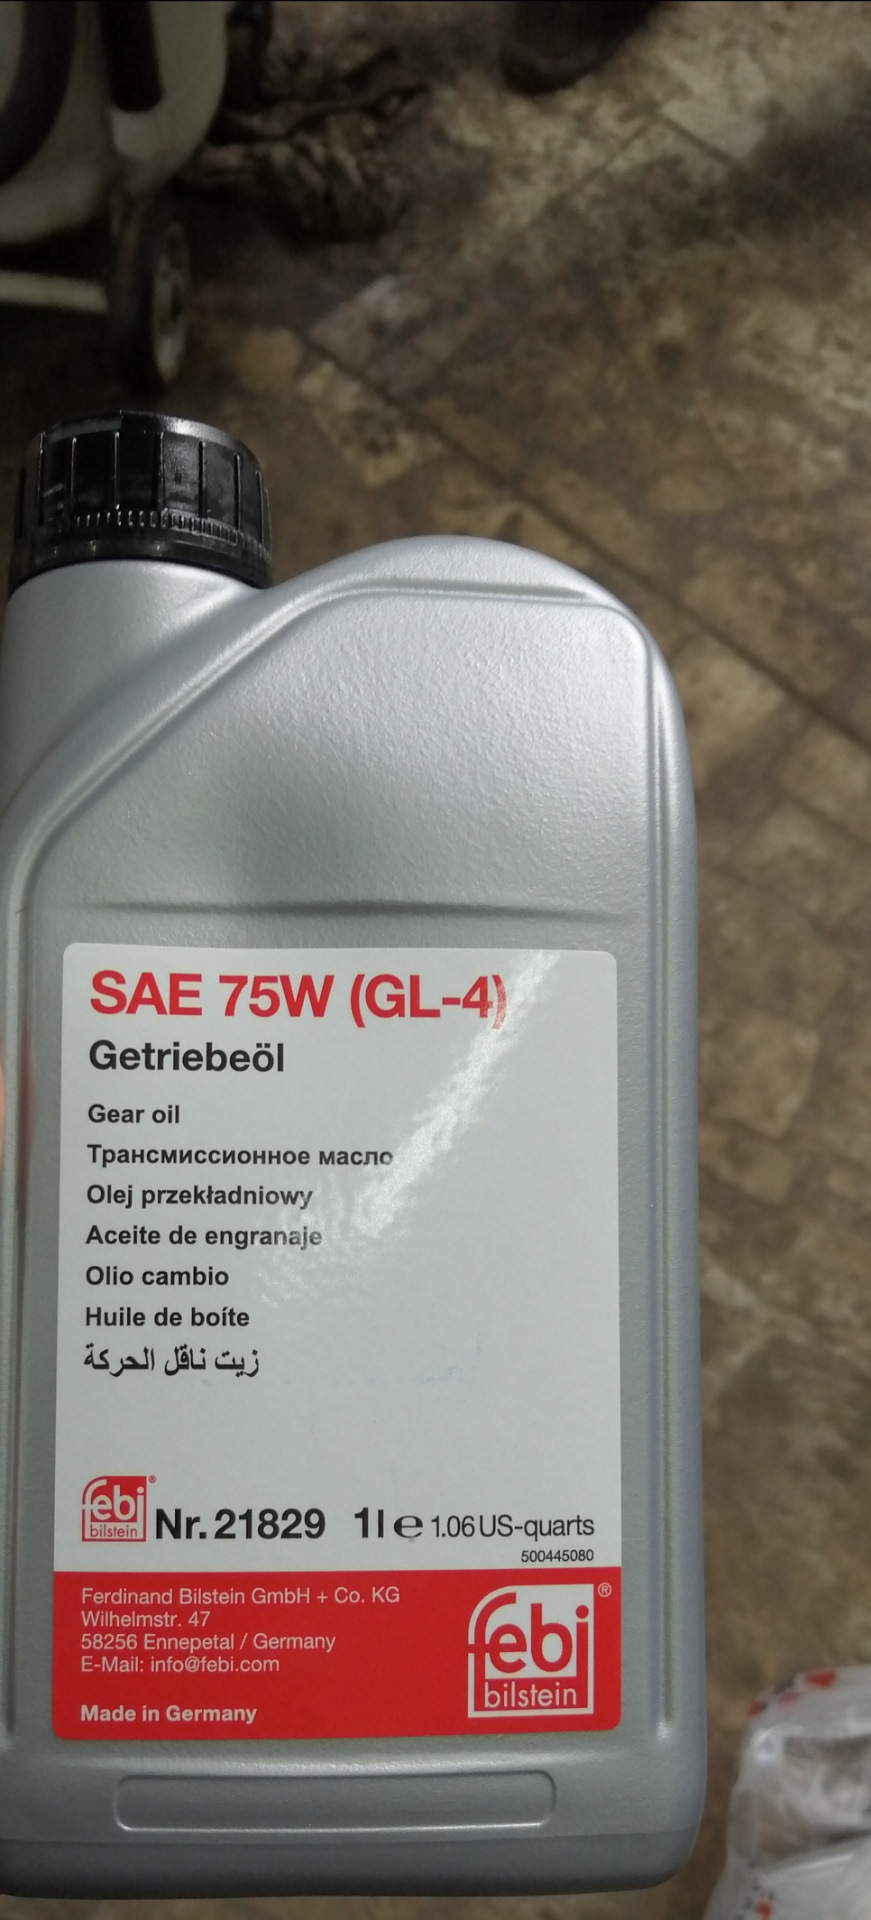 SAE 75W (GL-4)
Getriebeöl
Gear oil
Трансмиссионное масло
Olej przekładniowy
Aceite de engranaje
Olio cambio
Huile de boíte
زيت ناقل الحركة
febi® bilstein Nr. 21829 1l e 1.06 US-quarts
500445080
Ferdinand Bilstein GmbH + Co. KG
Wilhelmstr. 47
58256 Ennepetal / Germany
E-Mail: info@febi.com
Made in Germany
febi®
bilstein